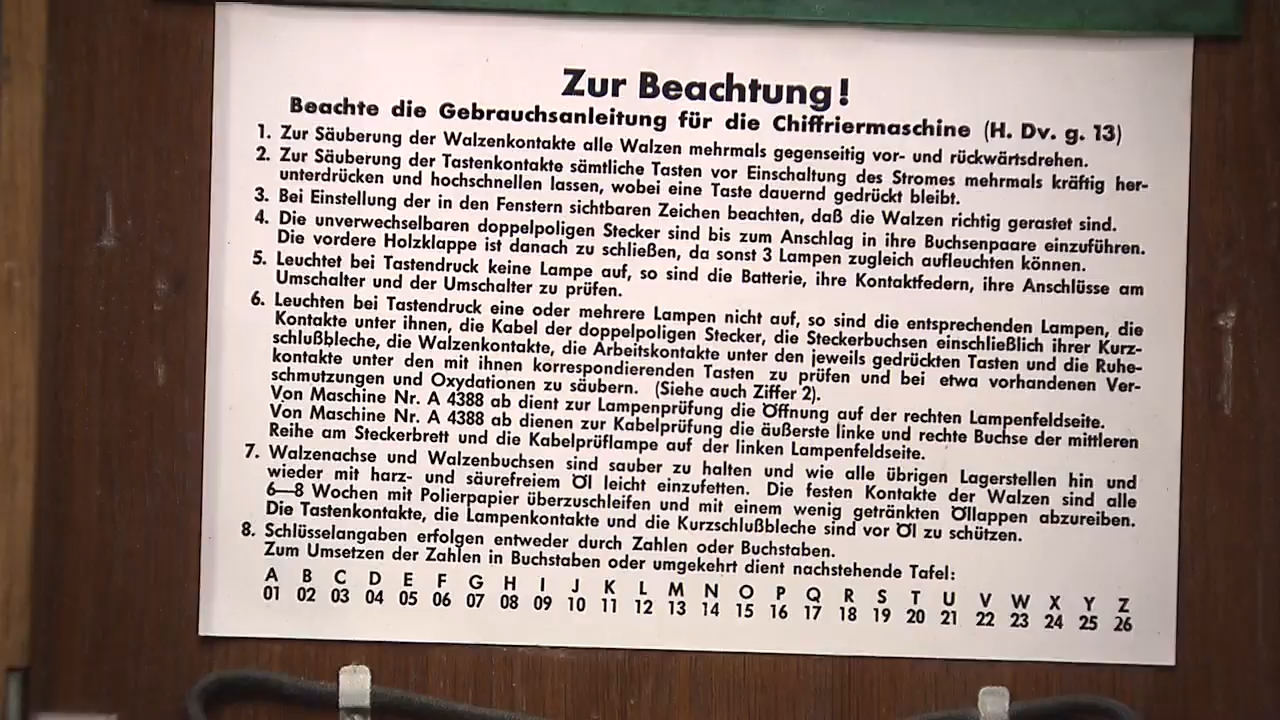 Zur Beachtung!
Beachte die Gebrauchsanleitung für die Chiffriermaschine (H. Dv. g. 13)
1. Zur Säuberung der Walzenkontakte alle Walzen mehrmals gegenseitig vor- und rückwärtsdrehen.
2. Zur Säuberung der Tastenkontakte sämtliche Tasten vor Einschaltung des Stromes mehrmals kräftig her-
unterdrücken und hochschnellen lassen, wobei eine Taste dauernd gedrückt bleibt.
3. Bei Einstellung der in den Fenstern sichtbaren Zeichen beachten, daß die Walzen richtig gerastet sind.
4. Die unverwechselbaren doppelpoligen Stecker sind bis zum Anschlag in ihre Buchsenpaare einzuführen.
Die vordere Holzklappe ist danach zu schließen, da sonst 3 Lampen zugleich aufleuchten können.
5. Leuchtet bei Tastendruck keine Lampe auf, so sind die Batterie, ihre Kontaktfedern, ihre Anschlüsse am
Umschalter und der Umschalter zu prüfen.
6. Leuchten bei Tastendruck eine oder mehrere Lampen nicht auf, so sind die entsprechenden Lampen, die
Kontakte unter ihnen, die Kabel der doppelpoligen Stecker, die Steckerbuchsen einschließlich ihrer Kurz-
schlußbleche, die Walzenkontakte, die Arbeitskontakte unter den jeweils gedrückten Tasten und die Ruhe-
kontakte unter den mit ihnen korrespondierenden Tasten zu prüfen und bei etwa vorhandenen Ver-
schmutzungen und Oxydationen zu säubern. (Siehe auch Ziffer 2).
Von Maschine Nr. A 4388 ab dient zur Lampenprüfung die Öffnung auf der rechten Lampenfeldseite.
Von Maschine Nr. A 4388 ab dienen zur Kabelprüfung die äußerste linke und rechte Buchse der mittleren
Reihe am Steckerbrett und die Kabelprüflampe auf der linken Lampenfeldseite.
7. Walzenachse und Walzenbuchsen sind sauber zu halten und wie alle übrigen Lagerstellen hin und
wieder mit harz- und säurefreiem Öl leicht einzufetten. Die festen Kontakte der Walzen sind alle
6—8 Wochen mit Polierpapier überzuschleifen und mit einem wenig getränkten Öllappen abzureiben.
Die Tastenkontakte, die Lampenkontakte und die Kurzschlußbleche sind vor Öl zu schützen.
8. Schlüsselangaben erfolgen entweder durch Zahlen oder Buchstaben.
Zum Umsetzen der Zahlen in Buchstaben oder umgekehrt dient nachstehende Tafel:
A B C D E F G H I J K L M N O P Q R S T U V W X Y Z
01 02 03 04 05 06 07 08 09 10 11 12 13 14 15 16 17 18 19 20 21 22 23 24 25 26